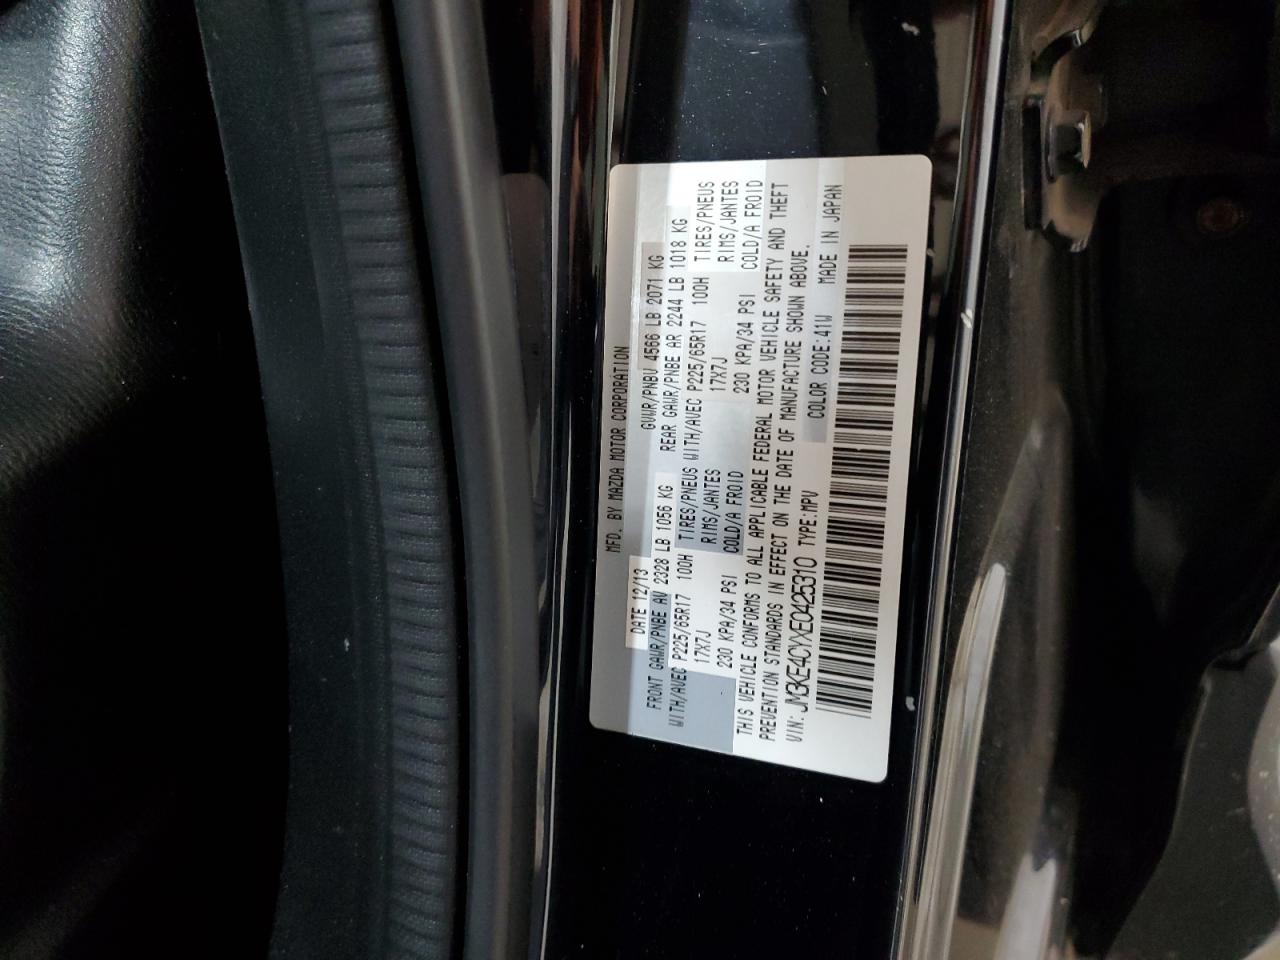 MFD. BY MAZDA MOTOR CORPORATION
DATE 12/13 GVWR/PNBV 4566 LB 2071 KG
FRONT GAWR/PNBE AV 2328 LB 1056 KG REAR GAWR/PNBE AR 2244 LB 1018 KG
WITH/AVEC P225/65R17 100H TIRES/PNEUS WITH/AVEC P225/65R17 100H TIRES/PNEUS
17X7J RIMS/JANTES 17X7J RIMS/JANTES
230 KPA/34 PSI COLD/A FROID 230 KPA/34 PSI COLD/A FROID
THIS VEHICLE CONFORMS TO ALL APPLICABLE FEDERAL MOTOR VEHICLE SAFETY AND THEFT
PREVENTION STANDARDS IN EFFECT ON THE DATE OF MANUFACTURE SHOWN ABOVE.
VIN: JM3KE4CYXE0425310 TYPE:MPV COLOR CODE:41W MADE IN JAPAN